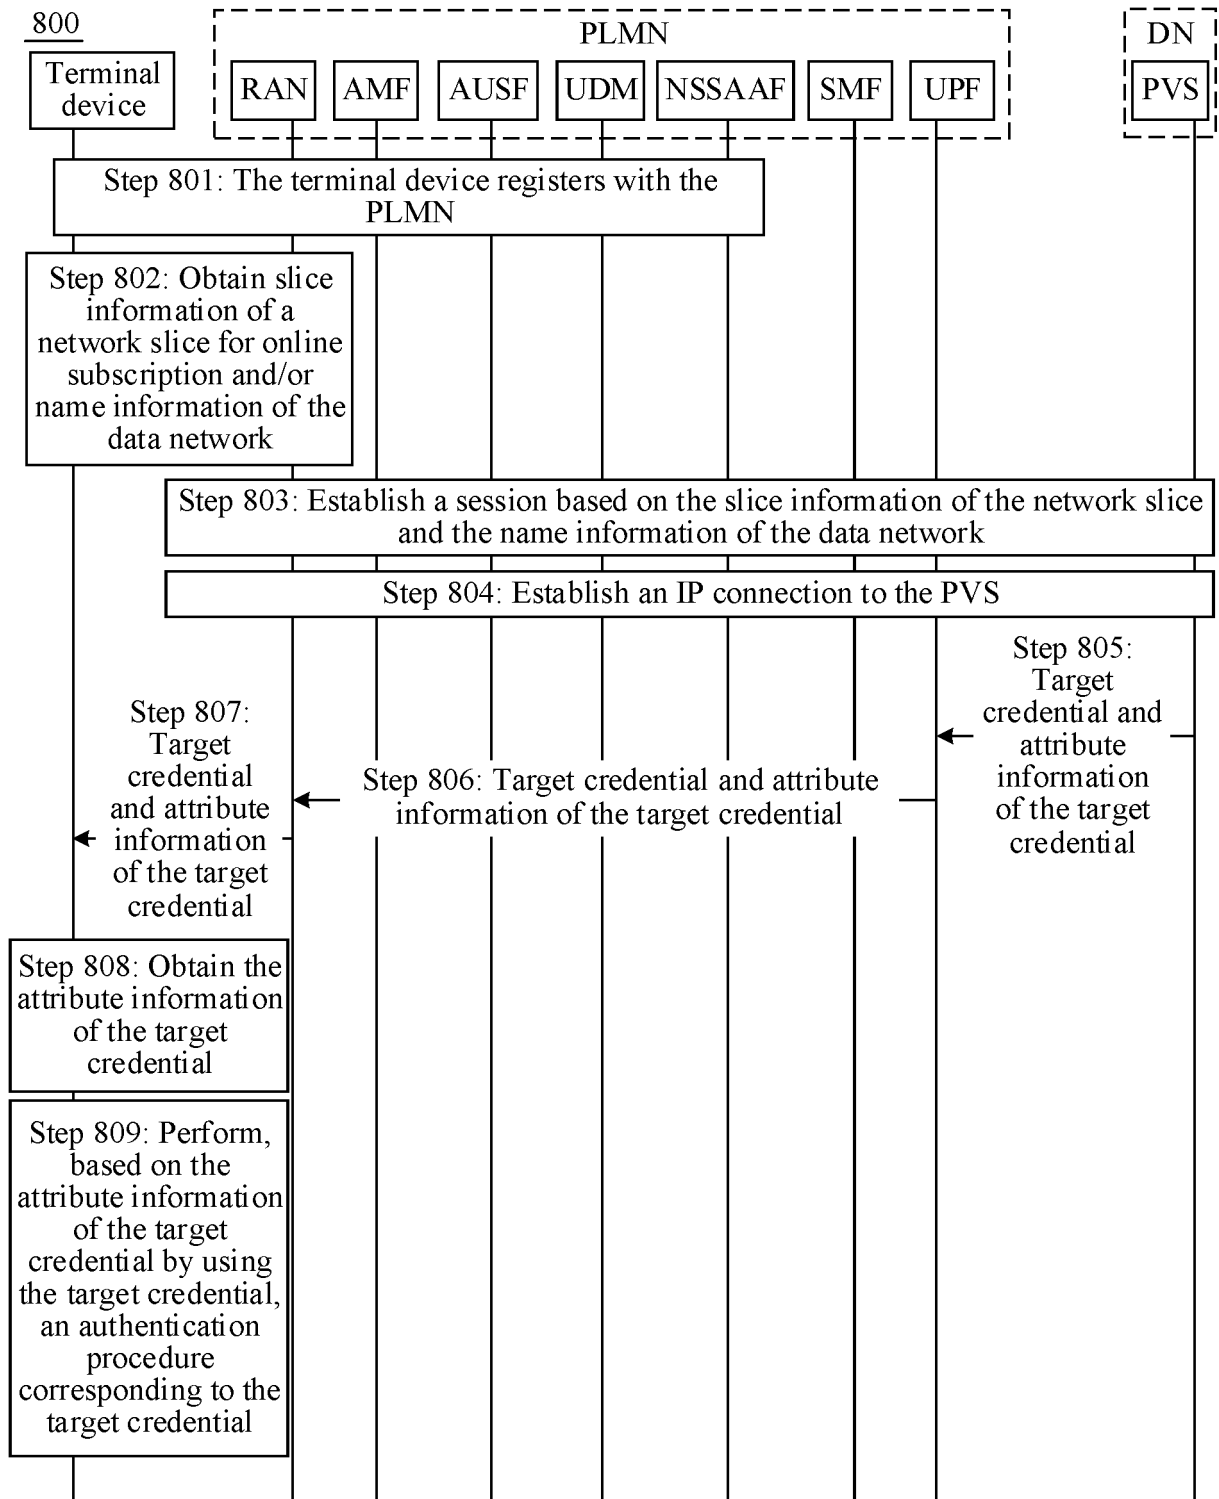 800
PLMN
DN
Terminal
device
RAN
AMF
AUSF
UDM
NSSAAF
SMF
UPF
PVS
Step 801: The terminal device registers with the
PLMN
Step 802: Obtain slice
information of a
network slice for online
subscription and/or
name information of the
data network
Step 803: Establish a session based on the slice information of the network slice
and the name information of the data network
Step 804: Establish an IP connection to the PVS
Step 805:
Target
credential and
attribute
information
of the target
credential
Step 806: Target credential and attribute
information of the target credential
Step 807:
Target
credential
and attribute
information
of the target
credential
Step 808: Obtain the
attribute information
of the target
credential
Step 809: Perform,
based on the
attribute information
of the target
credential by using
the target credential,
an authentication
procedure
corresponding to the
target credential